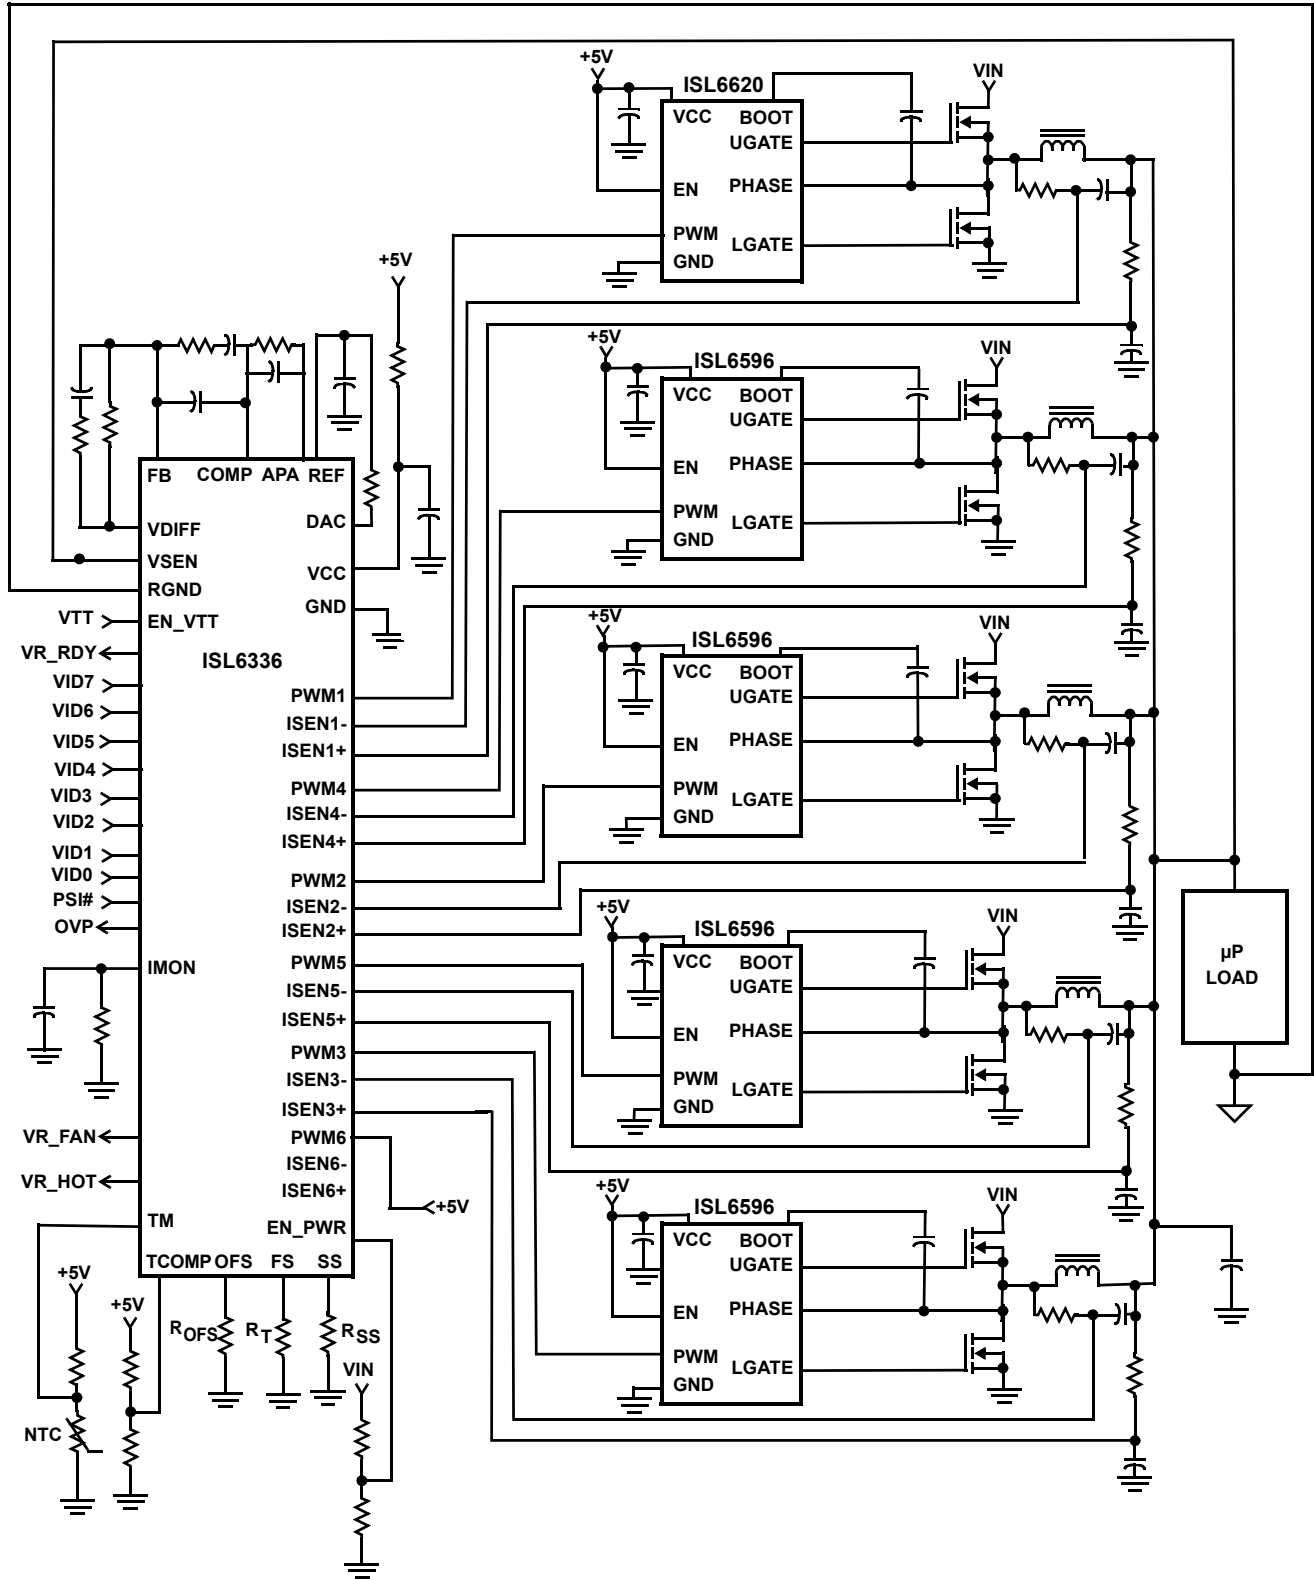 +5V
ISL6620
VIN
VCC
BOOT
UGATE
EN
PHASE
PWM
LGATE
GND
+5V
ISL6596
VIN
VCC
BOOT
UGATE
EN
PHASE
PWM
LGATE
GND
+5V
ISL6596
VIN
VCC
BOOT
UGATE
EN
PHASE
PWM
LGATE
GND
+5V
ISL6596
VIN
VCC
BOOT
UGATE
EN
PHASE
PWM
LGATE
GND
+5V
ISL6596
VIN
VCC
BOOT
UGATE
EN
PHASE
PWM
LGATE
GND
+5V
FB
COMP
APA
REF
VDIFF
DAC
VSEN
VCC
RGND
GND
VTT
EN_VTT
VR_RDY
ISL6336
VID7
VID6
VID5
VID4
VID3
VID2
VID1
VID0
PSI#
OVP
IMON
VR_FAN
VR_HOT
TM
PWM1
ISEN1-
ISEN1+
PWM4
ISEN4-
ISEN4+
PWM2
ISEN2-
ISEN2+
PWM5
ISEN5-
ISEN5+
PWM3
ISEN3-
ISEN3+
PWM6
ISEN6-
ISEN6+
+5V
EN_PWR
TCOMP
OFS
FS
SS
+5V
+5V
ROFS
RT
RSS
VIN
NTC
µP
LOAD